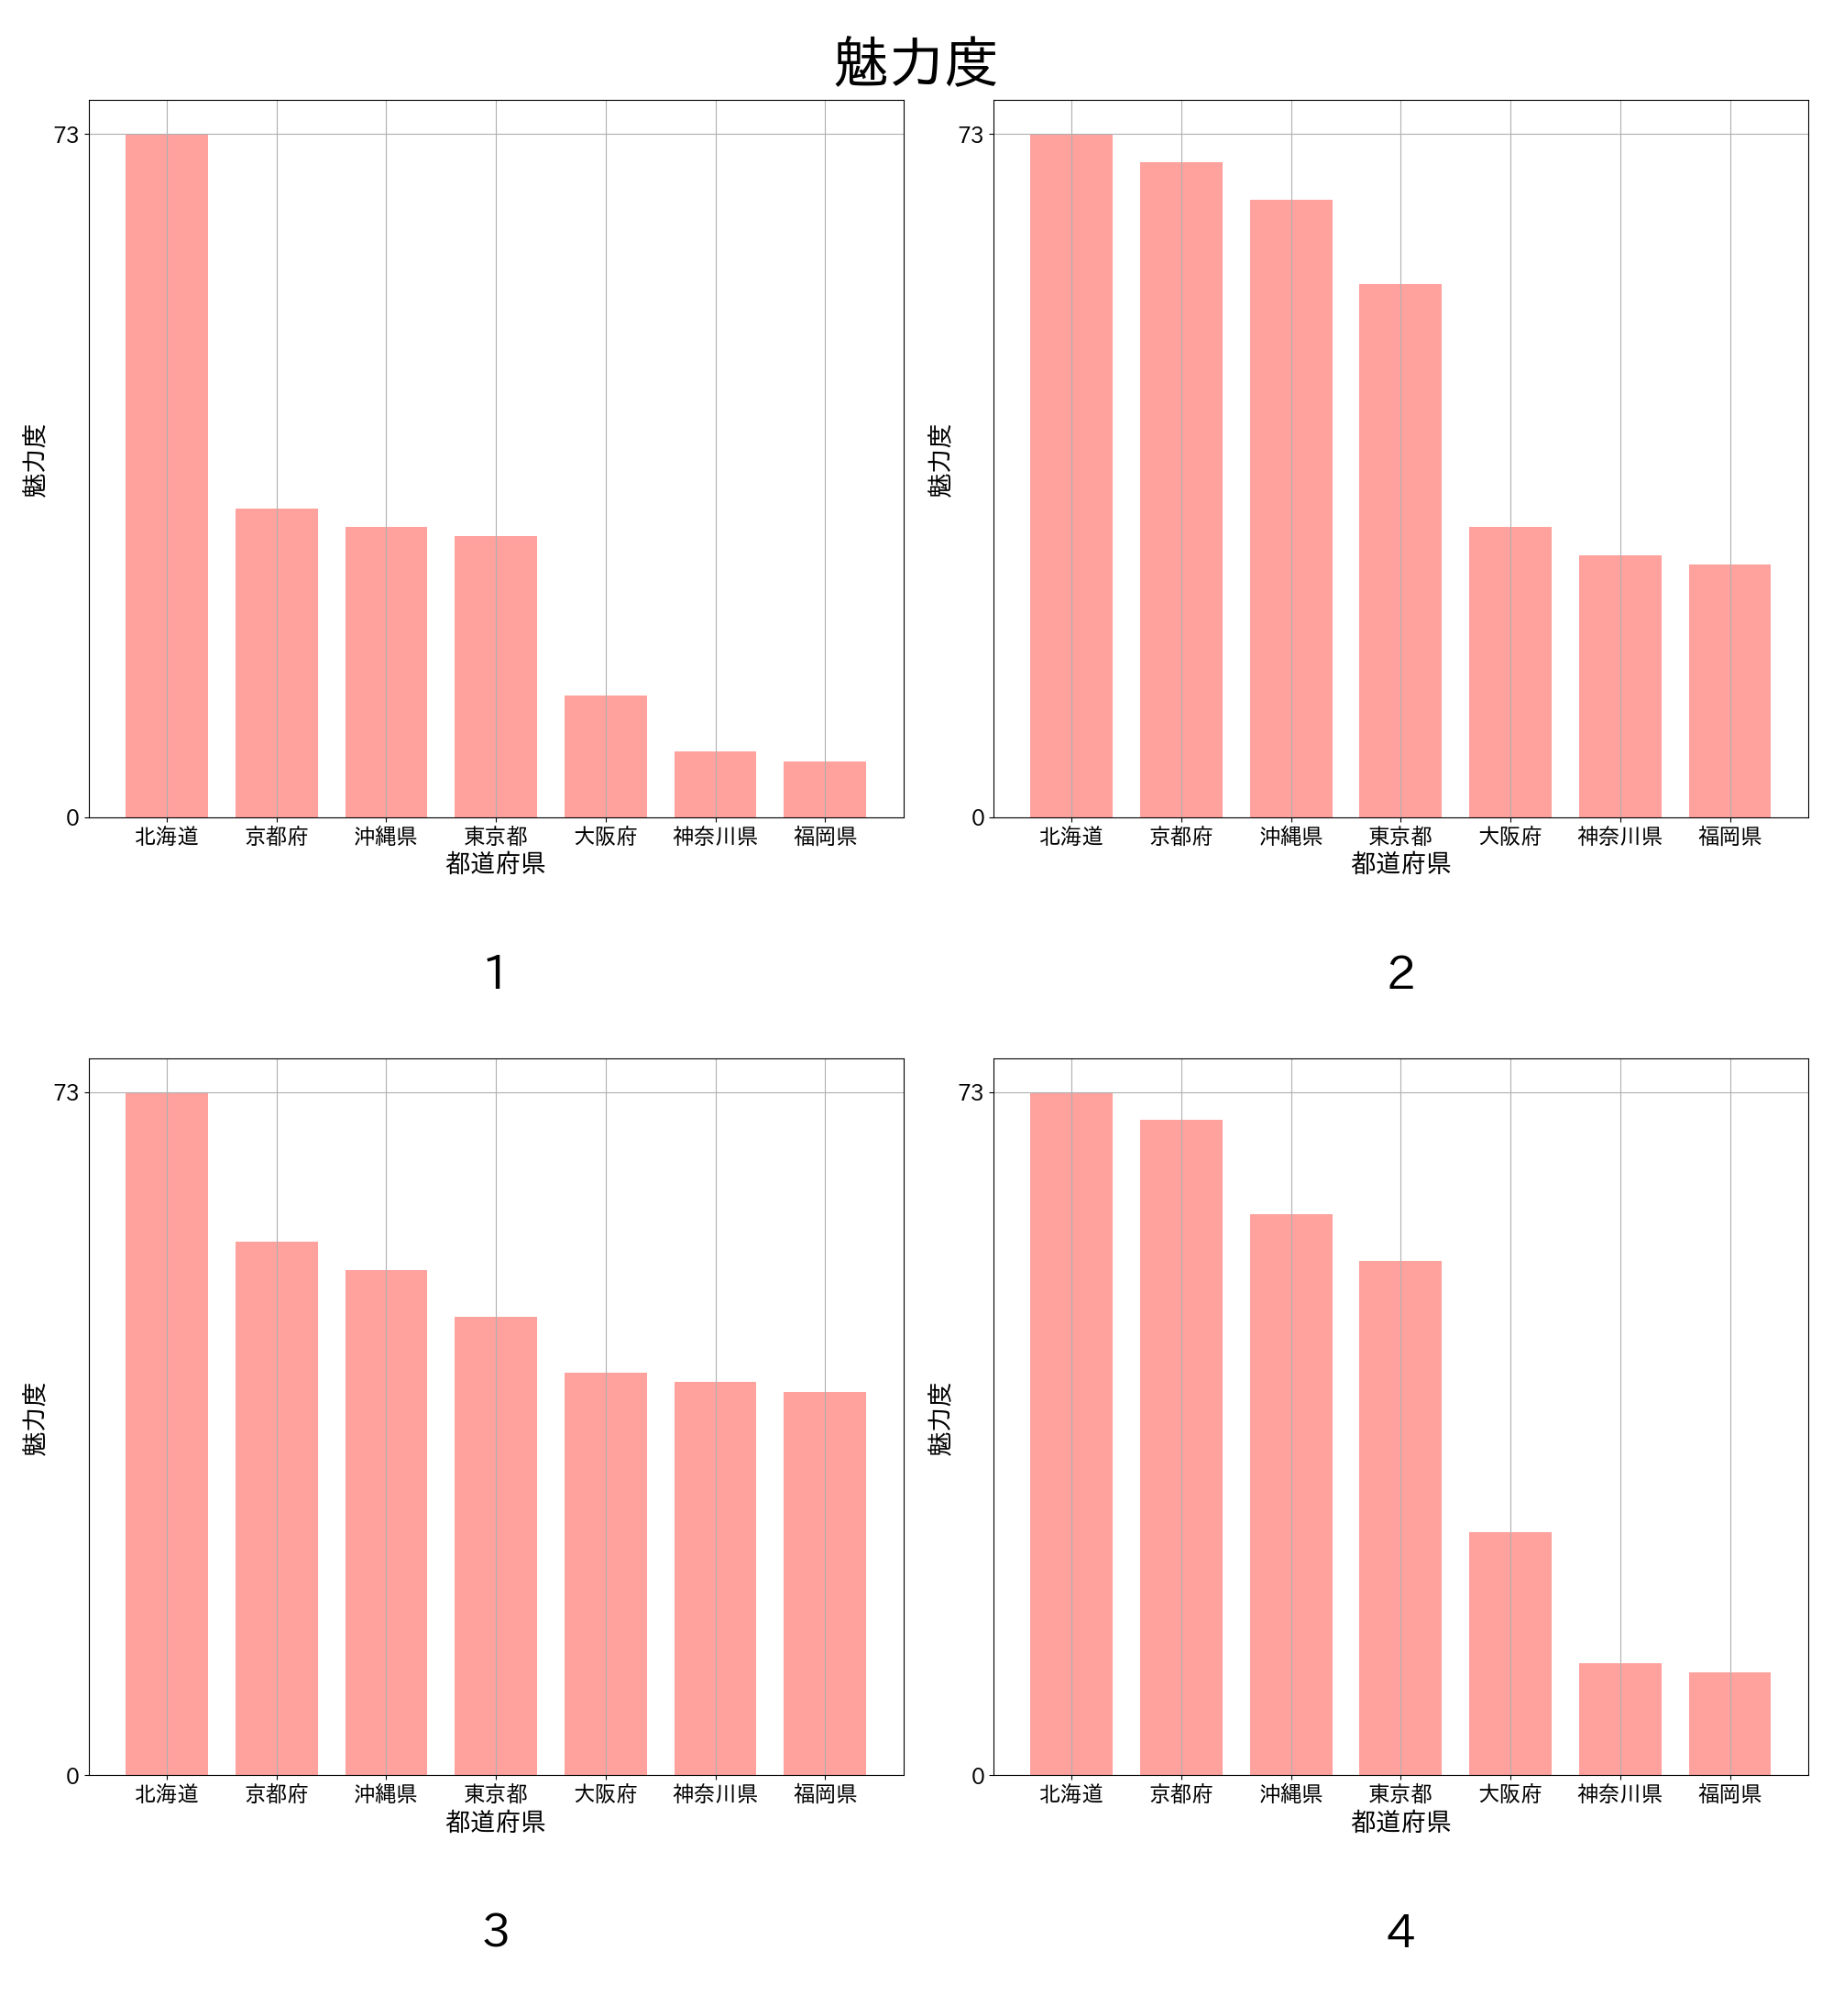 魅力度
73
0
魅力度
北海道 京都府 沖縄県 東京都 大阪府 神奈川県 福岡県
都道府県
1
73
0
魅力度
北海道 京都府 沖縄県 東京都 大阪府 神奈川県 福岡県
都道府県
2
73
0
魅力度
北海道 京都府 沖縄県 東京都 大阪府 神奈川県 福岡県
都道府県
3
73
0
魅力度
北海道 京都府 沖縄県 東京都 大阪府 神奈川県 福岡県
都道府県
4